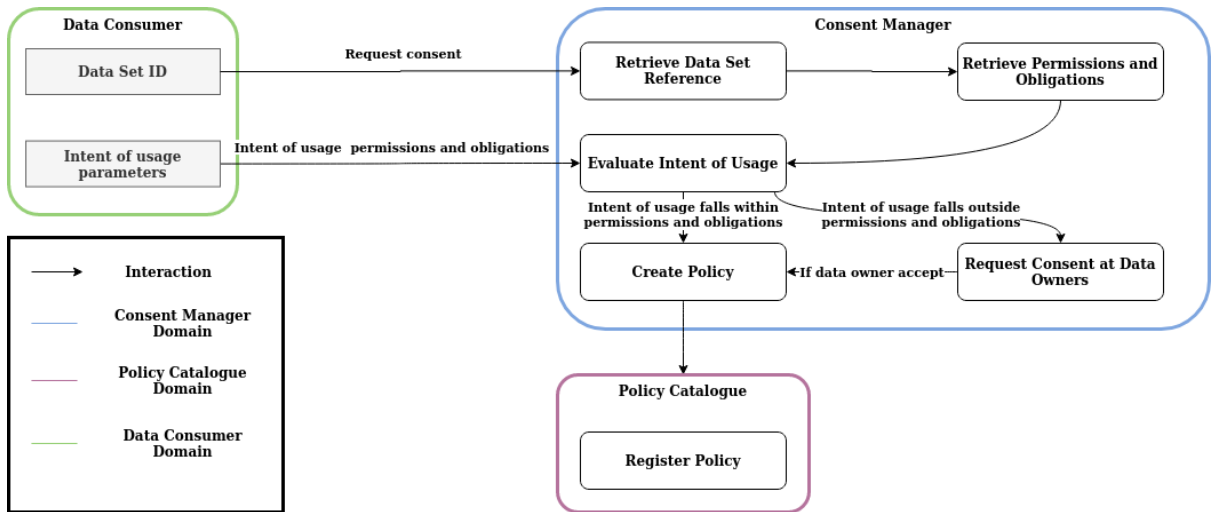 Data Consumer
Data Set ID
Intent of usage
parameters
Request consent
Intent of usage  permissions and obligations
Consent Manager
Retrieve Data Set
Reference
Retrieve Permissions and
Obligations
Evaluate Intent of Usage
Intent of usage falls within
permissions and obligations
Intent of usage falls outside
permissions and obligations
Create Policy
If data owner accept
Request Consent at Data
Owners
Interaction
Consent Manager
Domain
Policy Catalogue
Domain
Data Consumer
Domain
Policy Catalogue
Register Policy